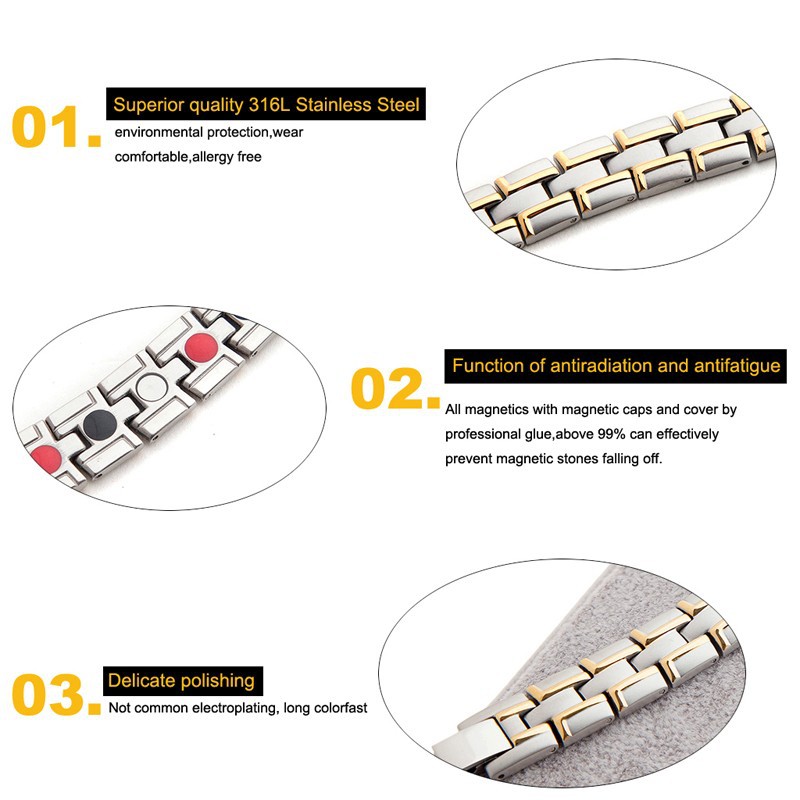 01.
Superior quality 316L Stainless Steel
environmental protection,wear
comfortable,allergy free
02.
Function of antiradiation and antifatigue
All magnetics with magnetic caps and cover by
professional glue,above 99% can effectively
prevent magnetic stones falling off.
03.
Delicate polishing
Not common electroplating, long colorfast